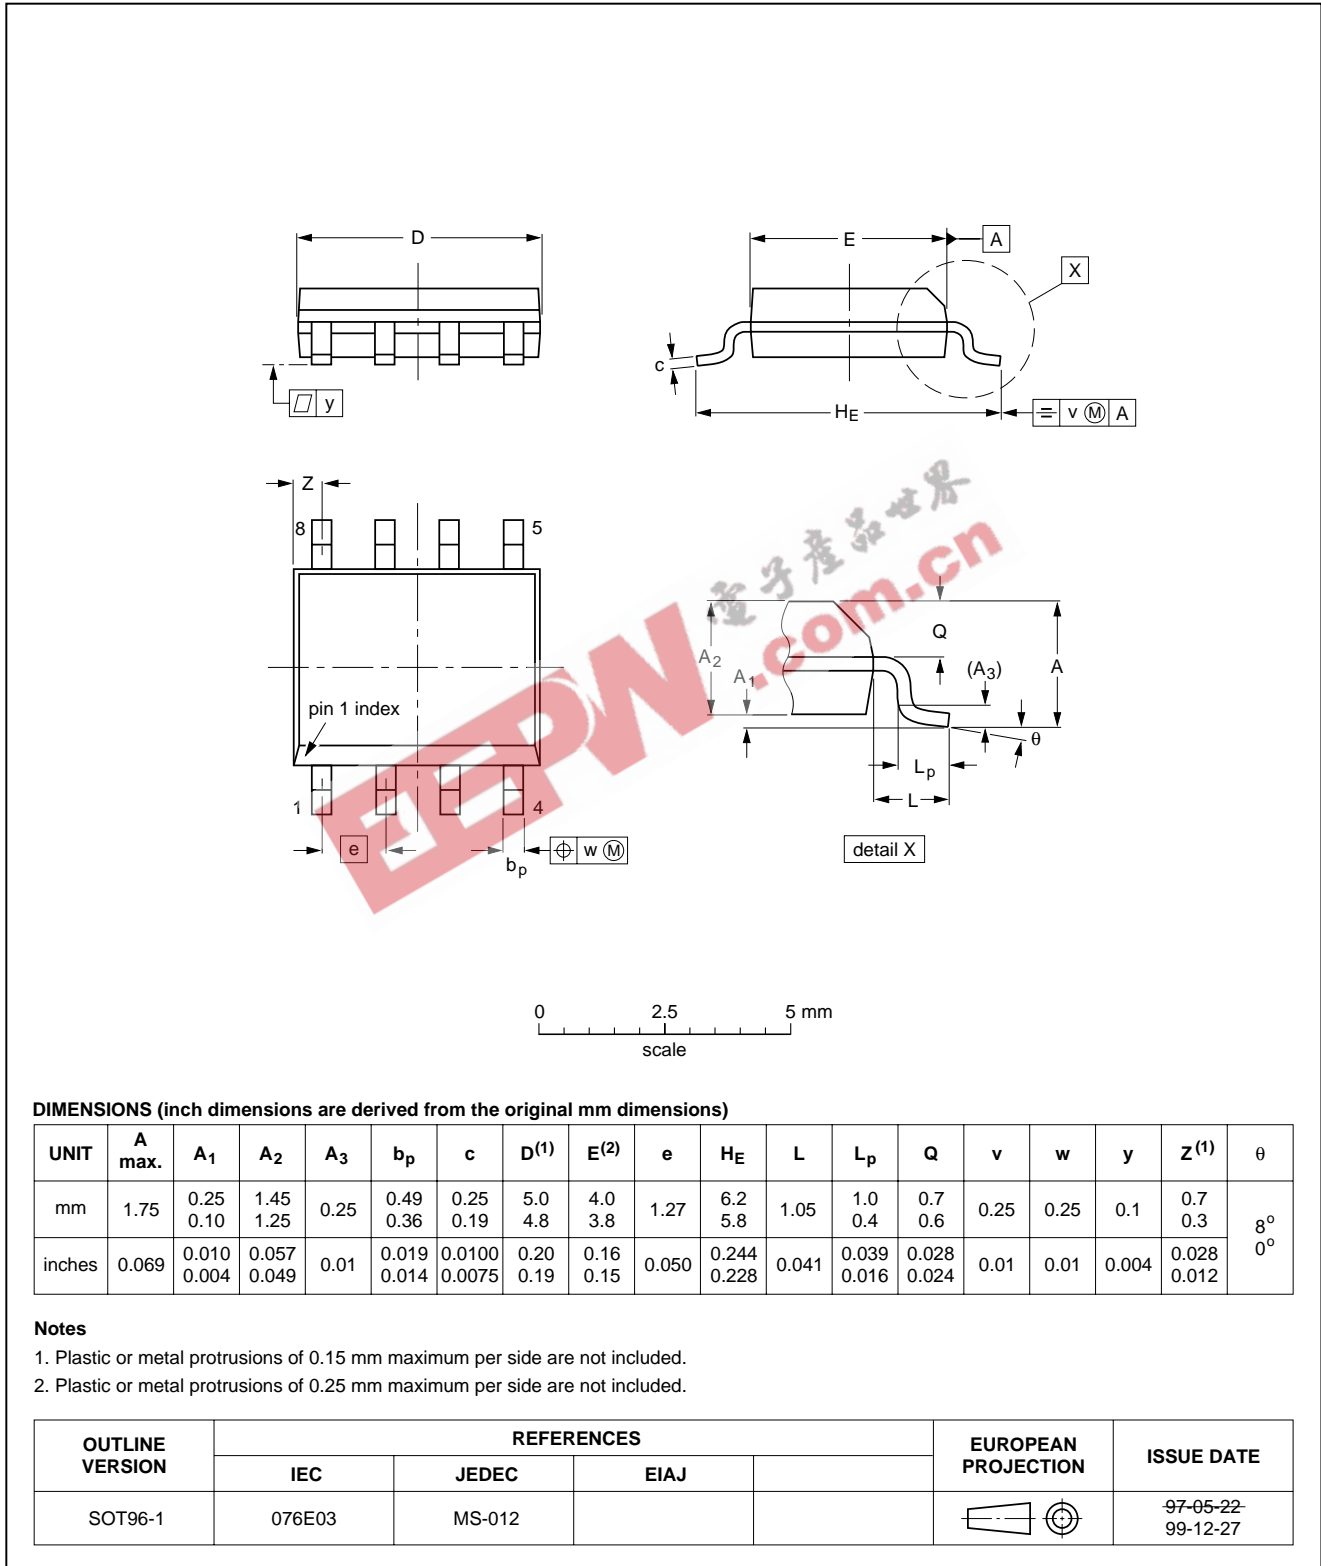 D
E
A
X
c
y
HE
v M A
Z
8
5
電子產品世界
.com.cn
EEPW
Q
A2
A1
(A3)
A
pin 1 index
θ
Lp
L
1
4
e
bp
w M
detail X
0 2.5 5 mm
scale
DIMENSIONS (inch dimensions are derived from the original mm dimensions)
UNIT A max. A1 A2 A3 bp c D(1) E(2) e HE L Lp Q v w y Z(1) θ
mm 1.75 0.25 0.10 1.45 1.25 0.25 0.49 0.36 0.25 0.19 5.0 4.8 4.0 3.8 1.27 6.2 5.8 1.05 1.0 0.4 0.7 0.6 0.25 0.25 0.1 0.7 0.3 8° 0°
inches 0.069 0.010 0.004 0.057 0.049 0.01 0.019 0.014 0.0100 0.0075 0.20 0.19 0.16 0.15 0.050 0.244 0.228 0.041 0.039 0.016 0.028 0.024 0.01 0.01 0.004 0.028 0.012
Notes
1. Plastic or metal protrusions of 0.15 mm maximum per side are not included.
2. Plastic or metal protrusions of 0.25 mm maximum per side are not included.
OUTLINE VERSION REFERENCES EUROPEAN PROJECTION ISSUE DATE
IEC JEDEC EIAJ
SOT96-1 076E03 MS-012 97-05-22
99-12-27